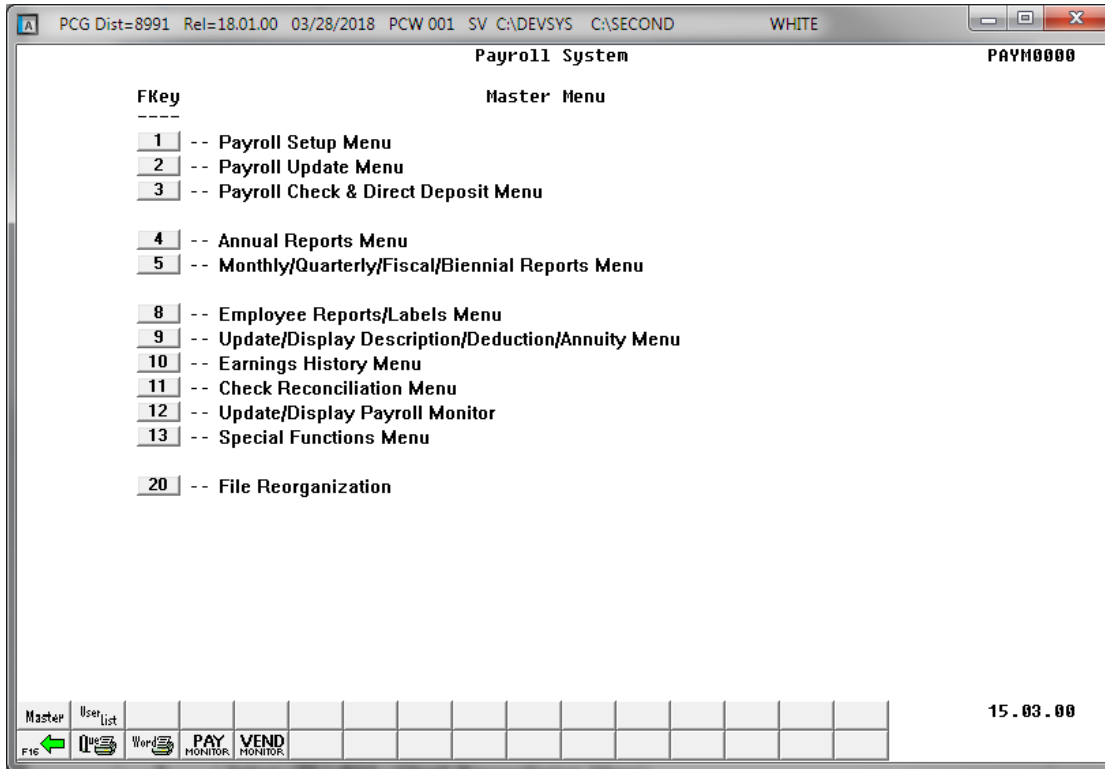 A PCG Dist=8991 Rel=18.01.00 03/28/2018 PCW 001 SV C:\DEVSYS C:\SECOND WHITE
Payroll System PAYM0000
FKey Master Menu
----
1 -- Payroll Setup Menu
2 -- Payroll Update Menu
3 -- Payroll Check & Direct Deposit Menu
4 -- Annual Reports Menu
5 -- Monthly/Quarterly/Fiscal/Biennial Reports Menu
8 -- Employee Reports/Labels Menu
9 -- Update/Display Description/Deduction/Annuity Menu
10 -- Earnings History Menu
11 -- Check Reconciliation Menu
12 -- Update/Display Payroll Monitor
13 -- Special Functions Menu
20 -- File Reorganization
Master User List 15.03.00
F16 Que Word PAY MONITOR VEND MONITOR